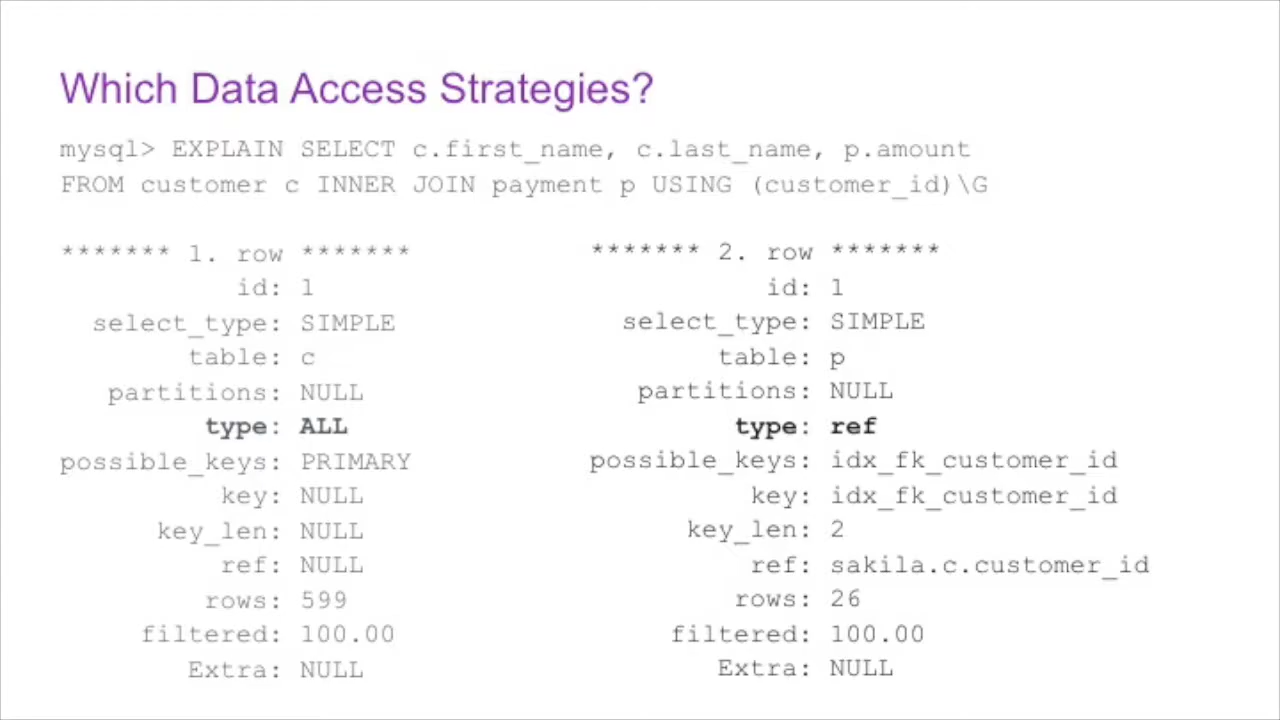 Which Data Access Strategies?
mysql> EXPLAIN SELECT c.first_name, c.last_name, p.amount
FROM customer c INNER JOIN payment p USING (customer_id)\G
******* 1. row *******
id: 1
select_type: SIMPLE
table: c
partitions: NULL
type: ALL
possible_keys: PRIMARY
key: NULL
key_len: NULL
ref: NULL
rows: 599
filtered: 100.00
Extra: NULL
******* 2. row *******
id: 1
select_type: SIMPLE
table: p
partitions: NULL
type: ref
possible_keys: idx_fk_customer_id
key: idx_fk_customer_id
key_len: 2
ref: sakila.c.customer_id
rows: 26
filtered: 100.00
Extra: NULL